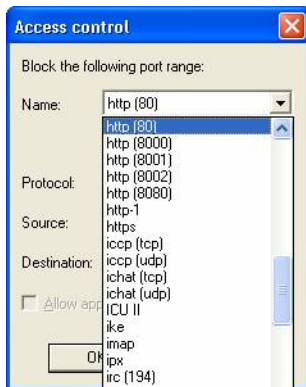 Access control
Block the following port range:
Name: http (80)
http (80)
http (8000)
http (8001)
http (8002)
http (8080)
http-1
https
iccp (tcp)
iccp (udp)
ichat (tcp)
ichat (udp)
ICU II
ike
imap
ipx
irc (194)
Protocol:
Source:
Destination:
Allow app
OK